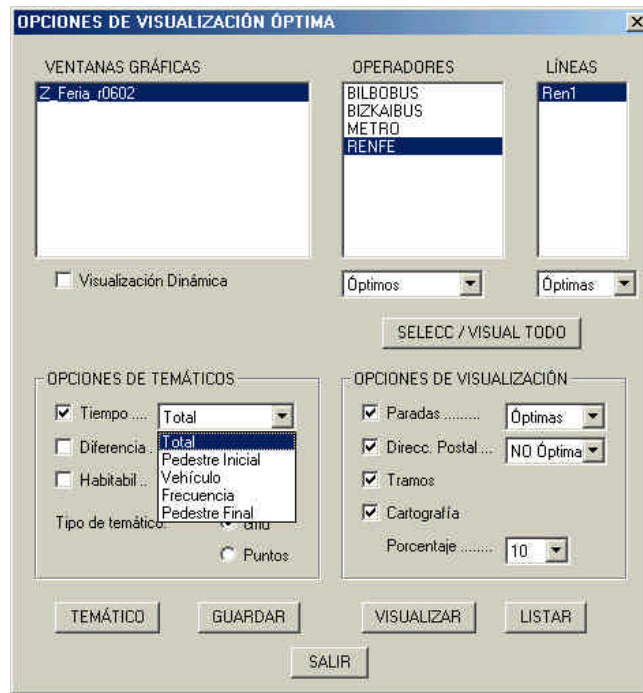 OPCIONES DE VISUALIZACIÓN ÓPTIMA
VENTANAS GRÁFICAS
Z_Feria_r0602
Visualización Dinámica
OPERADORES
BILBOBUS
BIZKAIBUS
METRO
RENFE
Óptimos
LÍNEAS
Ren1
Óptimas
SELECC / VISUAL TODO
OPCIONES DE TEMÁTICOS
Tiempo .... Total
Diferencia .
Habitabil ..
Total
Pedestre Inicial
Vehículo
Frecuencia
Pedestre Final
Tipo de temático: Grid
Puntos
OPCIONES DE VISUALIZACIÓN
Paradas ......... Óptimas
Direcc. Postal ... NO Óptima
Tramos
Cartografía
Porcentaje ........ 10
TEMÁTICO
GUARDAR
VISUALIZAR
LISTAR
SALIR